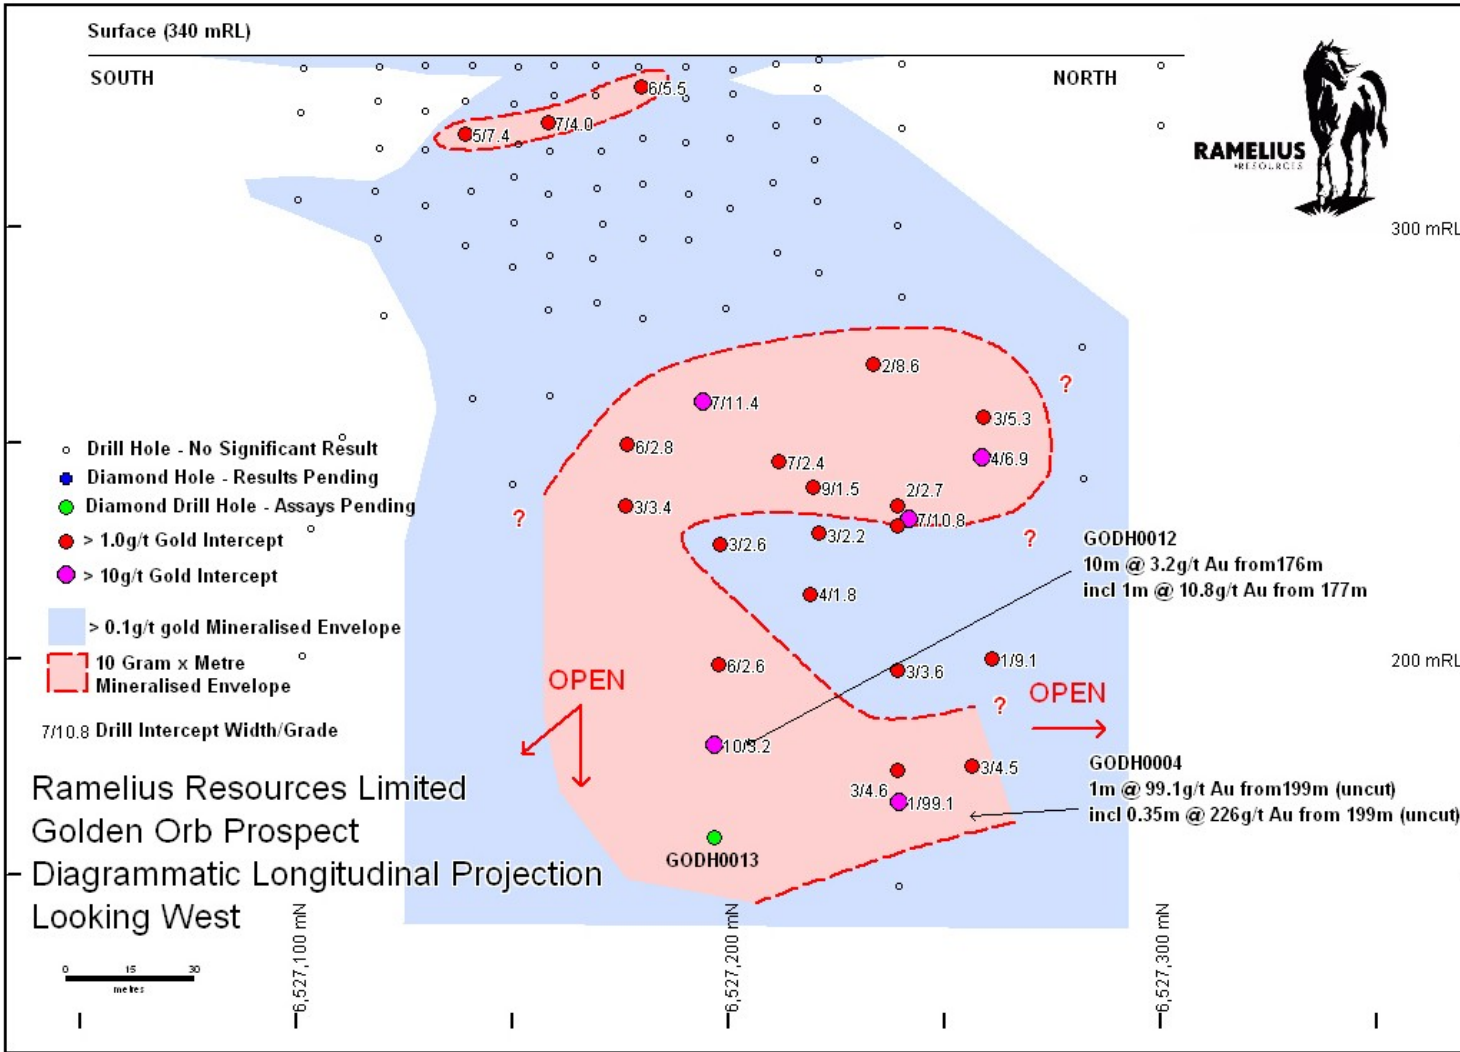 Surface (340 mRL)
SOUTH
NORTH
RAMELIUS
RESOURCES
300 mRL
6/5.5
7/4.0
5/7.4
2/8.6
?
7/11.4
3/5.3
6/2.8
4/6.9
7/2.4
9/1.5
2/2.7
3/3.4
7/10.8
?
3/2.2
?
3/2.6
4/1.8
GODH0012
10m @ 3.2g/t Au from176m
incl 1m @ 10.8g/t Au from 177m
Drill Hole - No Significant Result
Diamond Hole - Results Pending
Diamond Drill Hole - Assays Pending
> 1.0g/t Gold Intercept
> 10g/t Gold Intercept
> 0.1g/t gold Mineralised Envelope
10 Gram x Metre
Mineralised Envelope
7/10.8 Drill Intercept Width/Grade
6/2.6
3/3.6
1/9.1
200 mRL
OPEN
?
OPEN
10/3.2
3/4.5
3/4.6
1/99.1
GODH0004
1m @ 99.1g/t Au from199m (uncut)
incl 0.35m @ 226g/t Au from 199m (uncut)
GODH0013
Ramelius Resources Limited
Golden Orb Prospect
Diagrammatic Longitudinal Projection
Looking West
0 15 30
metres
6,527,100 mN
6,527,200 mN
6,527,300 mN